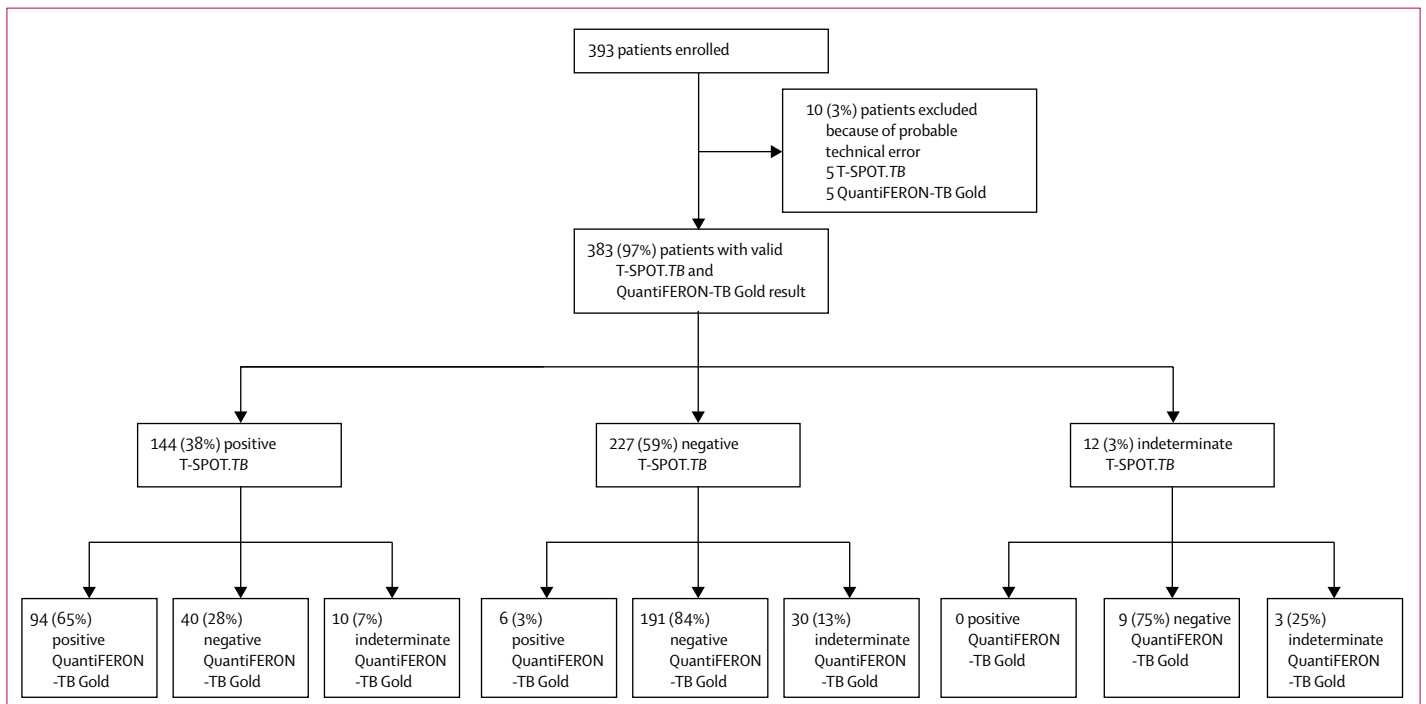 393 patients enrolled
10 (3%) patients excluded
because of probable
technical error
5 T-SPOT.TB
5 QuantiFERON-TB Gold
383 (97%) patients with valid
T-SPOT.TB and
QuantiFERON-TB Gold result
144 (38%) positive
T-SPOT.TB
227 (59%) negative
T-SPOT.TB
12 (3%) indeterminate
T-SPOT.TB
94 (65%)
positive
QuantiFERON
-TB Gold
40 (28%)
negative
QuantiFERON
-TB Gold
10 (7%)
indeterminate
QuantiFERON
-TB Gold
6 (3%)
positive
QuantiFERON
-TB Gold
191 (84%)
negative
QuantiFERON
-TB Gold
30 (13%)
indeterminate
QuantiFERON
-TB Gold
0 positive
QuantiFERON
-TB Gold
9 (75%) negative
QuantiFERON
-TB Gold
3 (25%)
indeterminate
QuantiFERON
-TB Gold